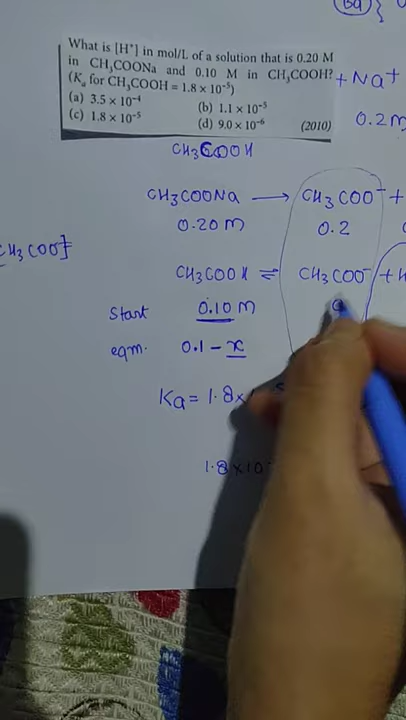 (Ba)
What is [H⁺] in mol/L of a solution that is 0.20 M
in CH₃COONa and 0.10 M in CH₃COOH?
(Kₐ for CH₃COOH = 1.8 × 10⁻⁵)
(a) 3.5 × 10⁻⁴ (b) 1.1 × 10⁻⁵
(c) 1.8 × 10⁻⁵ (d) 9.0 × 10⁻⁶ (2010)
+ Na⁺
0.2 M
CH₃COOH
CH₃COONa ⟶ CH₃COO⁻ +
0.20 M 0.2
CH₃COO⁻]
CH₃COOH ⇌ CH₃COO⁻ + H
Start 0.10 M 0
eqm. 0.1 - x
Ka = 1.8 ×
1.8 × 10